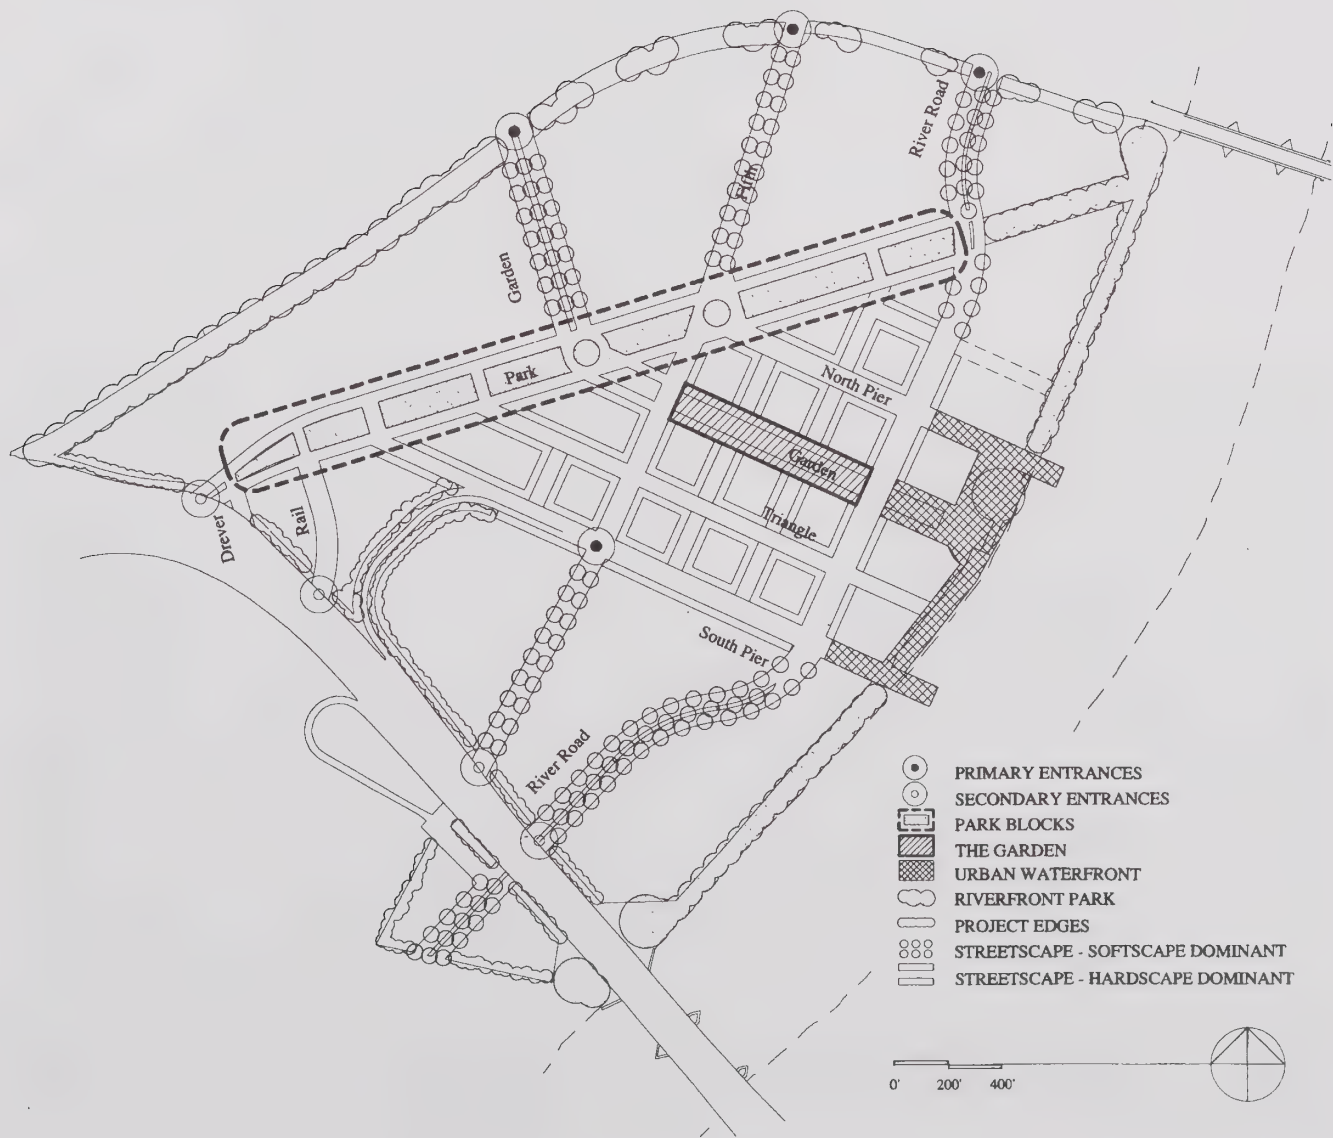 River Road
Fifth
Garden
Park
North Pier
Garden
Triangle
Rail
Drever
South Pier
River Road
PRIMARY ENTRANCES
SECONDARY ENTRANCES
PARK BLOCKS
THE GARDEN
URBAN WATERFRONT
RIVERFRONT PARK
PROJECT EDGES
STREETSCAPE - SOFTSCAPE DOMINANT
STREETSCAPE - HARDSCAPE DOMINANT
0' 200' 400'